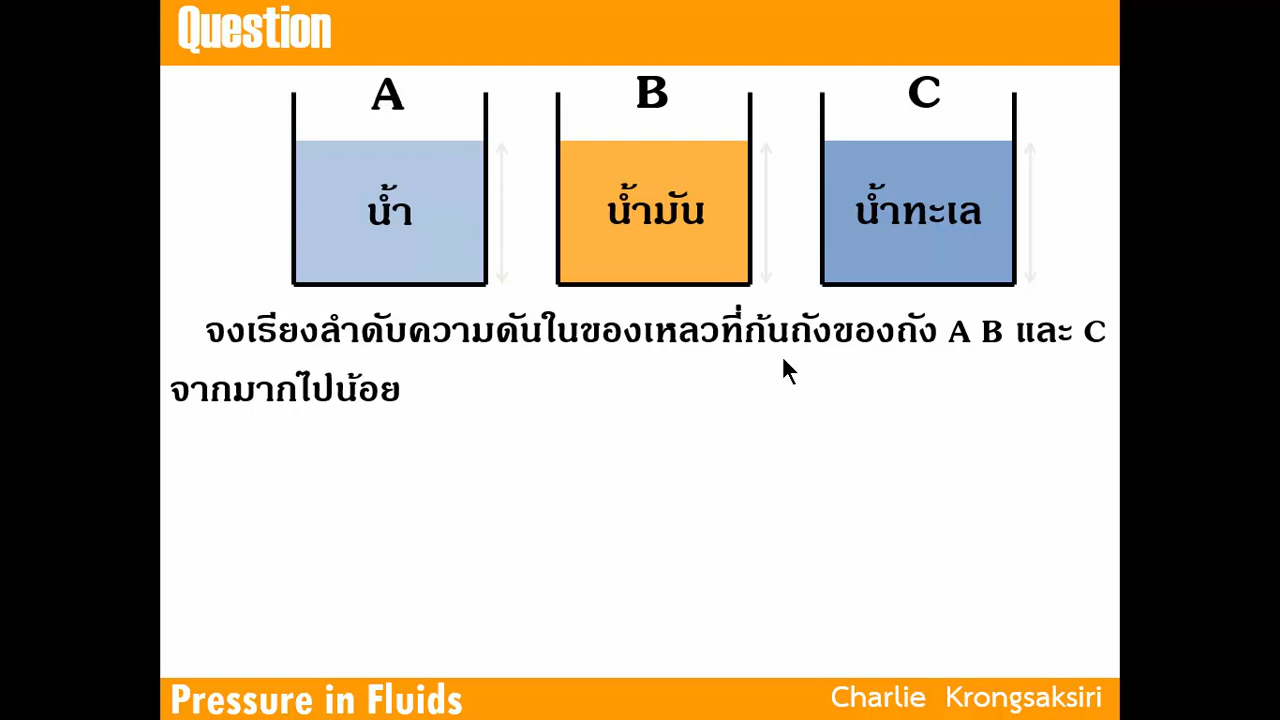 Question
A B C
น้ำ น้ำมัน น้ำทะเล
จงเรียงลำดับความดันในของเหลวที่ก้นถังของถัง A B และ C
จากมากไปน้อย
Pressure in Fluids Charlie Krongsaksiri